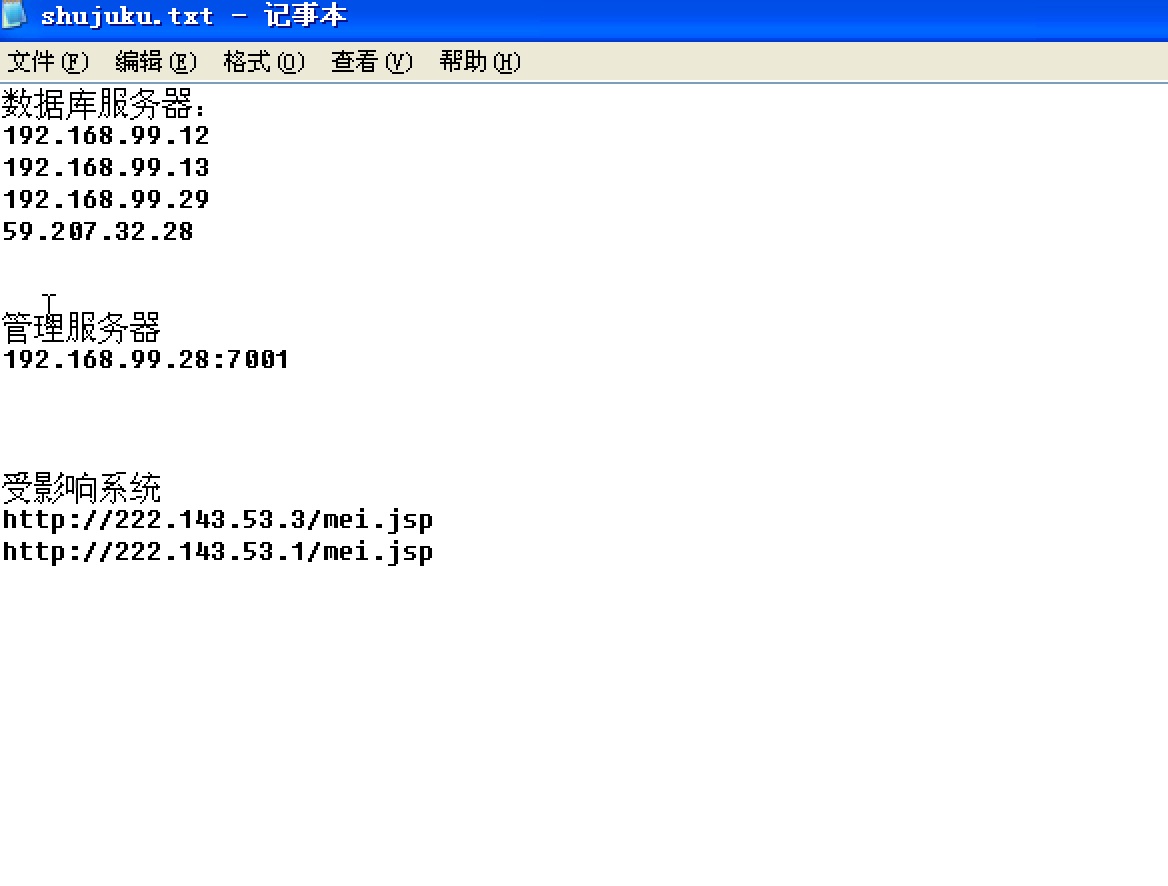 shujuku.txt - 记事本
文件(F) 编辑(E) 格式(O) 查看(V) 帮助(H)
数据库服务器:
192.168.99.12
192.168.99.13
192.168.99.29
59.207.32.28
管理服务器
192.168.99.28:7001
受影响系统
http://222.143.53.3/mei.jsp
http://222.143.53.1/mei.jsp